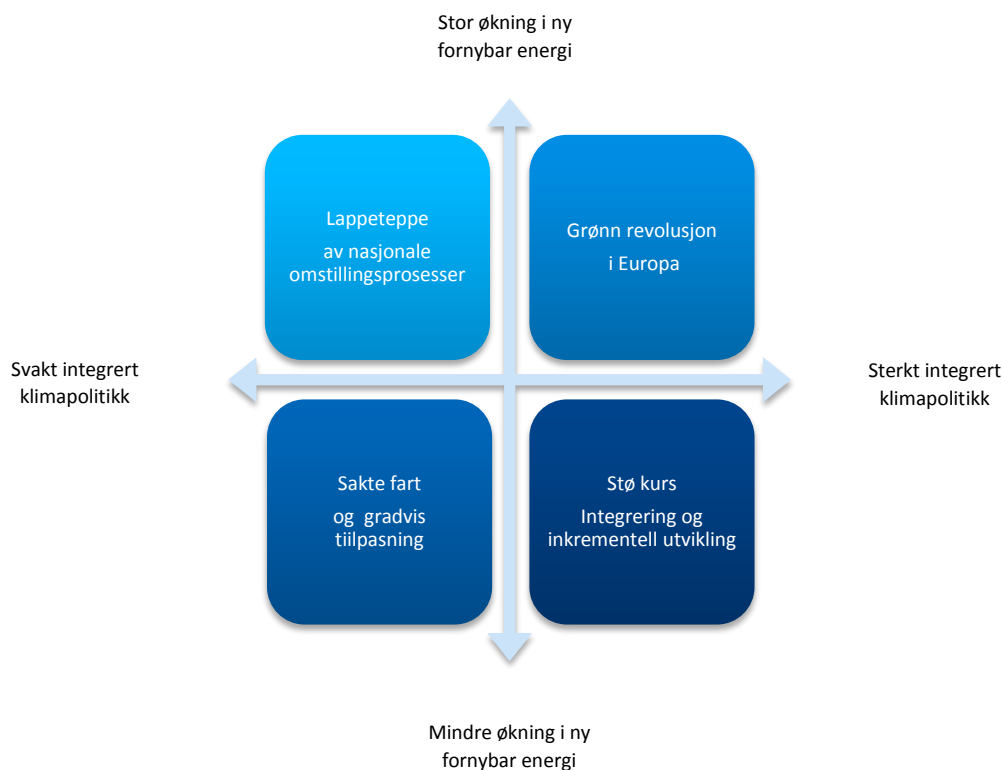 Stor økning i ny
fornybar energi
Lappeteppe
av nasjonale
omstillingsprosesser
Grønn revolusjon
i Europa
Svakt integrert
klimapolitikk
Sterkt integrert
klimapolitikk
Sakte fart
og gradvis
tiilpasning
Stø kurs
Integrering og
inkrementell utvikling
Mindre økning i ny
fornybar energi